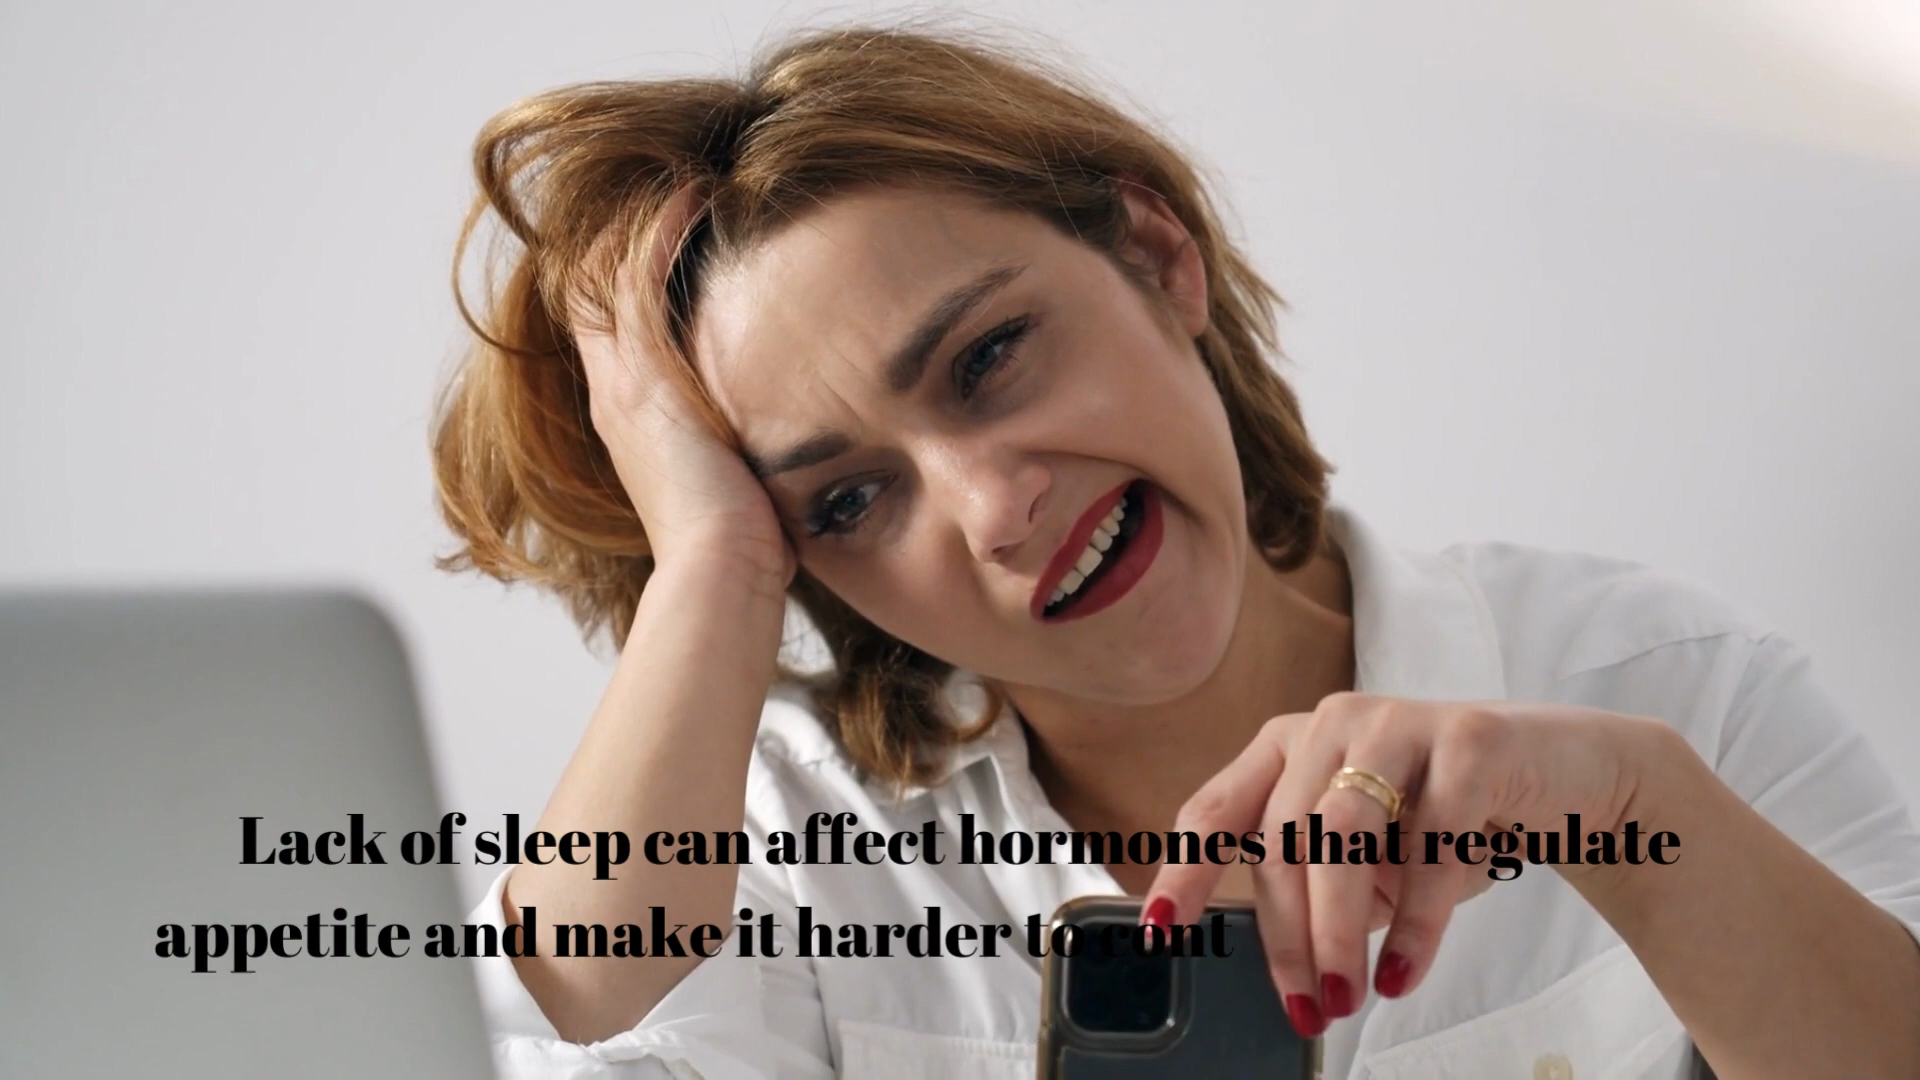 Lack of sleep can affect hormones that regulate
appetite and make it harder to cont